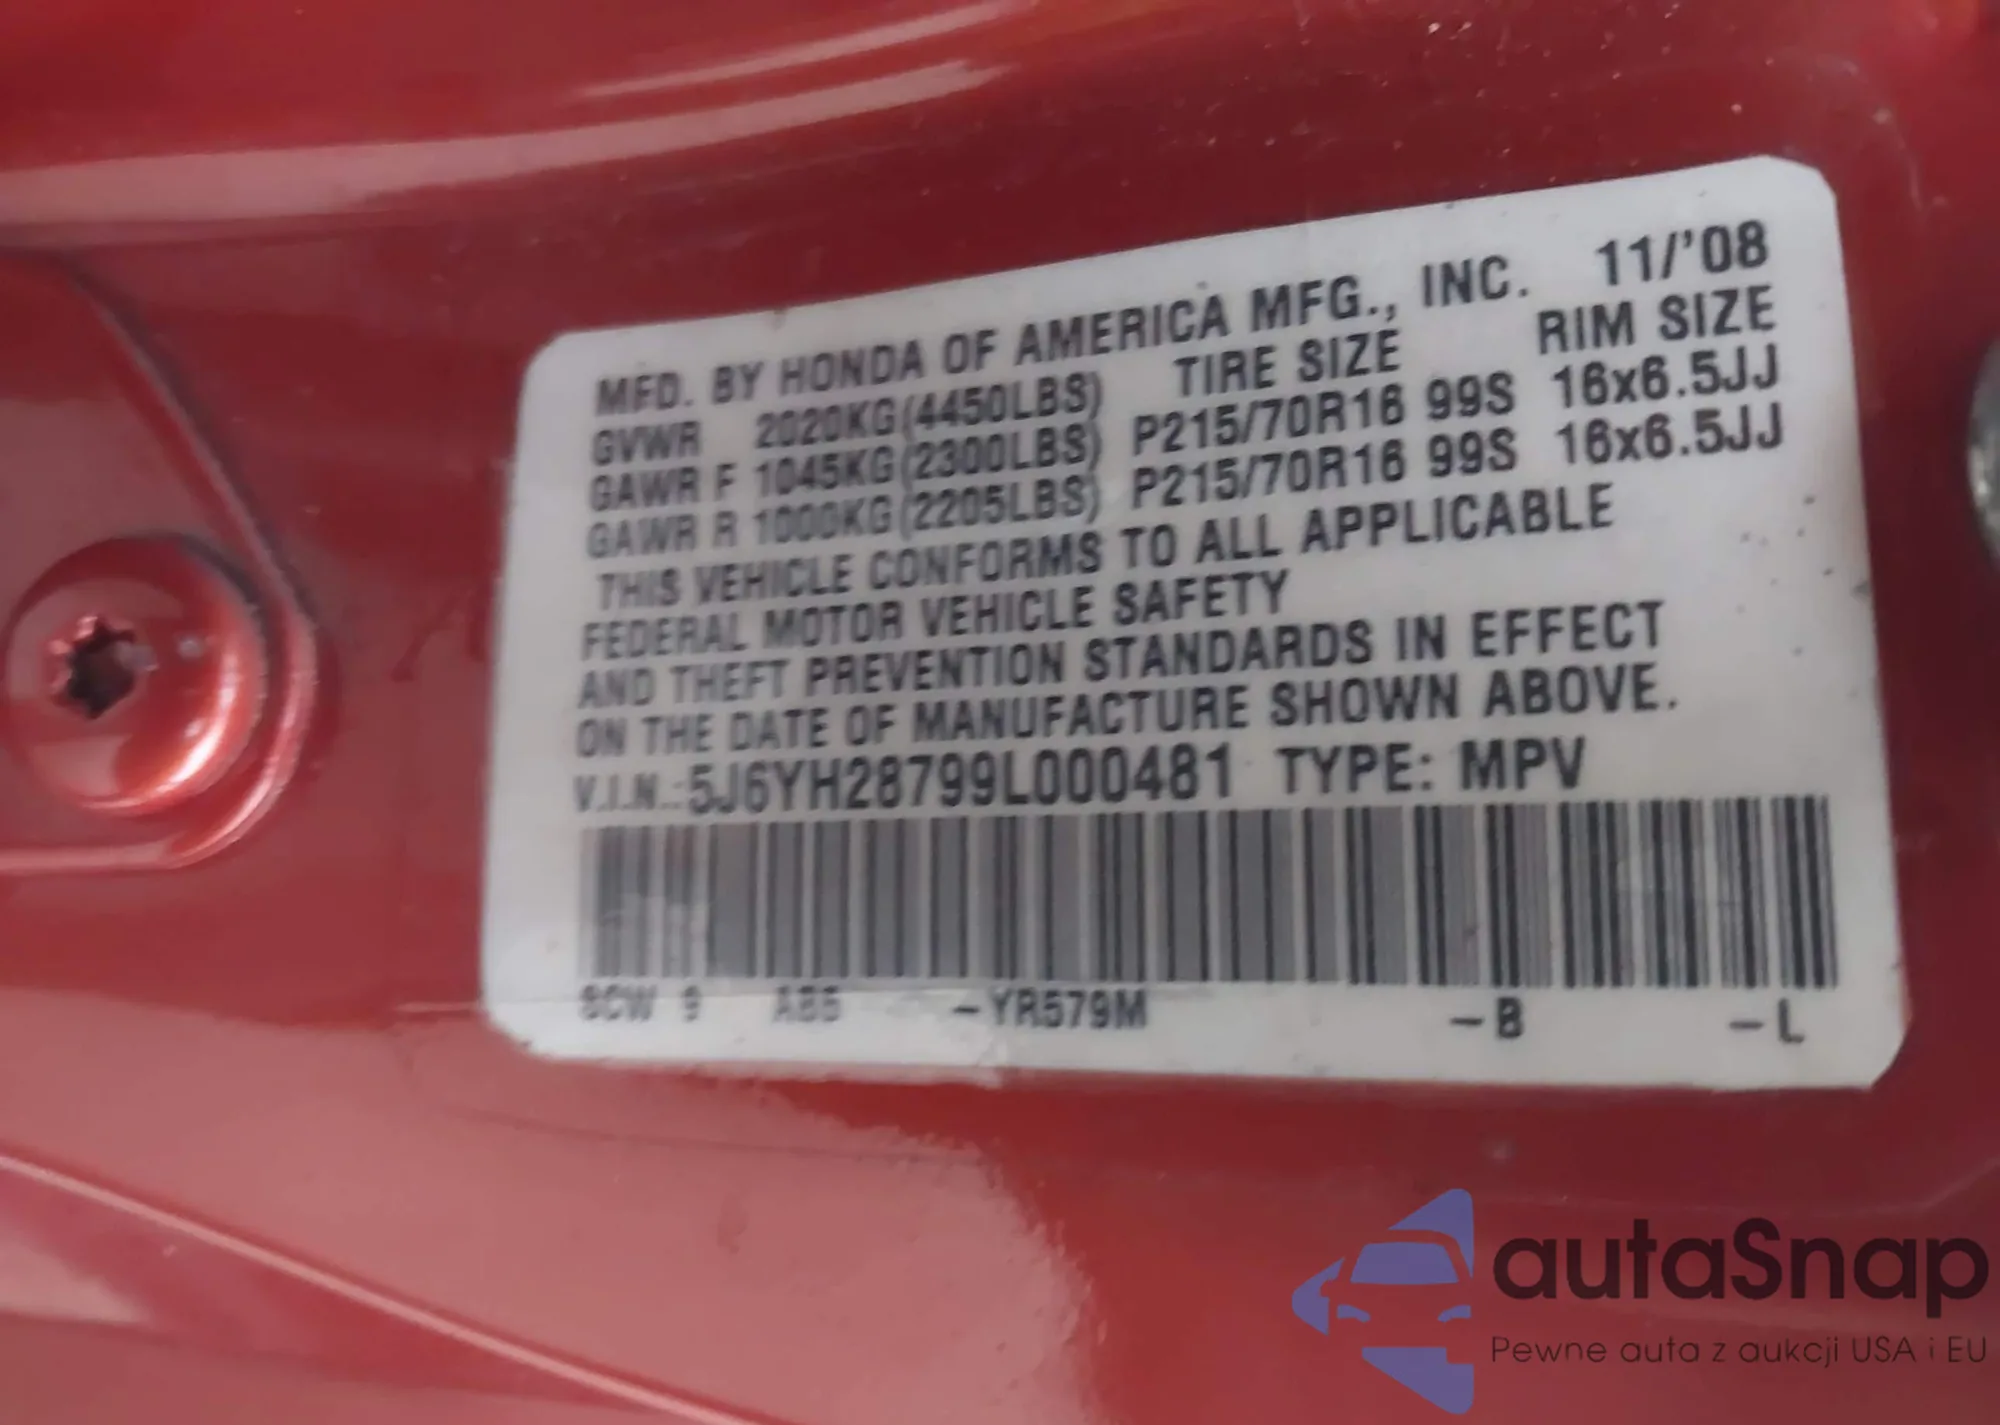 MFD. BY HONDA OF AMERICA MFG., INC. 11/'08
TIRE SIZE RIM SIZE
GVWR 2020KG(4450LBS)
GAWR F 1045KG(2300LBS) P215/70R16 99S 16x6.5JJ
GAWR R 1000KG(2205LBS) P215/70R16 99S 16x6.5JJ
THIS VEHICLE CONFORMS TO ALL APPLICABLE
FEDERAL MOTOR VEHICLE SAFETY
AND THEFT PREVENTION STANDARDS IN EFFECT
ON THE DATE OF MANUFACTURE SHOWN ABOVE.
V.I.N.:5J6YH28799L000481 TYPE: MPV
SCW 9 AB5 -YR579M -B -L
autaSnap
Pewne auta z aukcji USA i EU